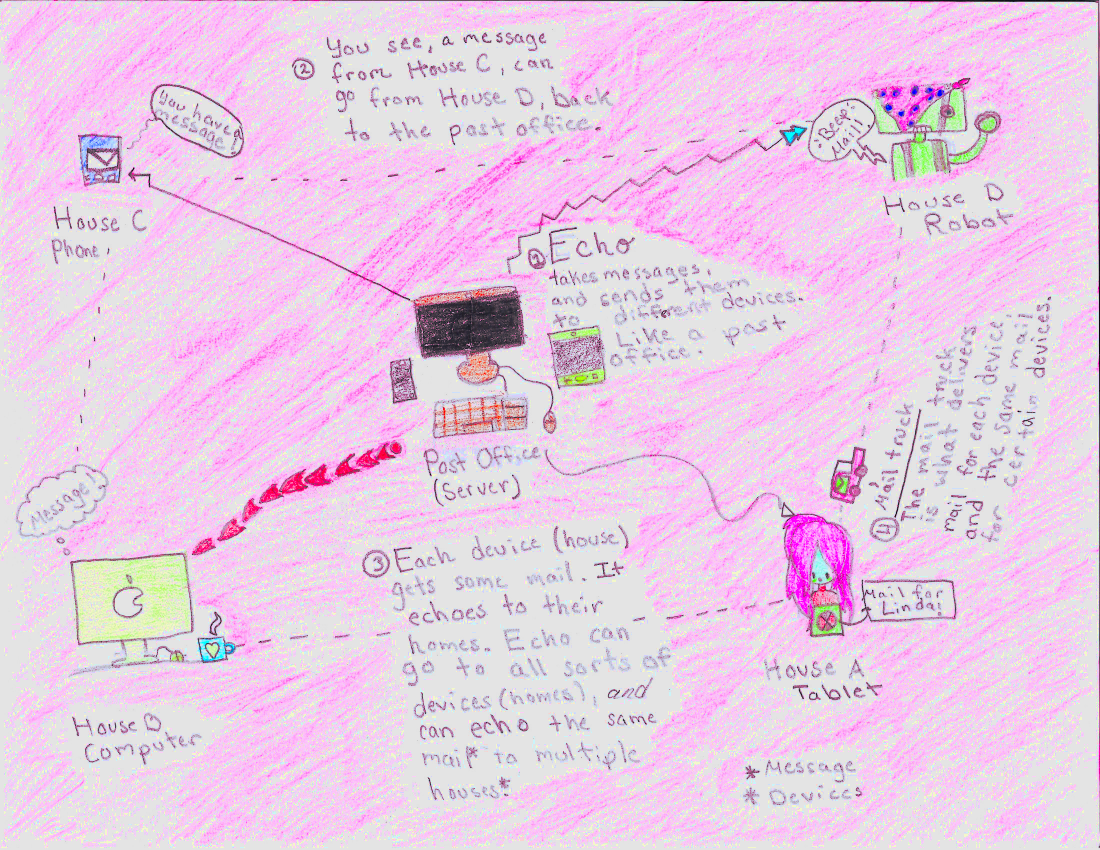 ② You see, a message
from House C, can
go from House D, back
to the post office.
You have a
message!
Beep!
Mail!
House C
Phone
House D
Robot
① Echo
takes messages,
and sends them
to different devices.
Like a post
office.
Post Office
(Server)
④ Mail truck
The mail truck
is what delivers
mail for each device,
and the same mail
for certain devices.
Message!
③ Each device (house)
gets some mail. It
echoes to their
homes. Echo can
go to all sorts of
devices (homes), and
can echo the same
mail* to multiple
houses*.
Mail for
Linda!
House A
Tablet
House B
Computer
* Message
* Devices